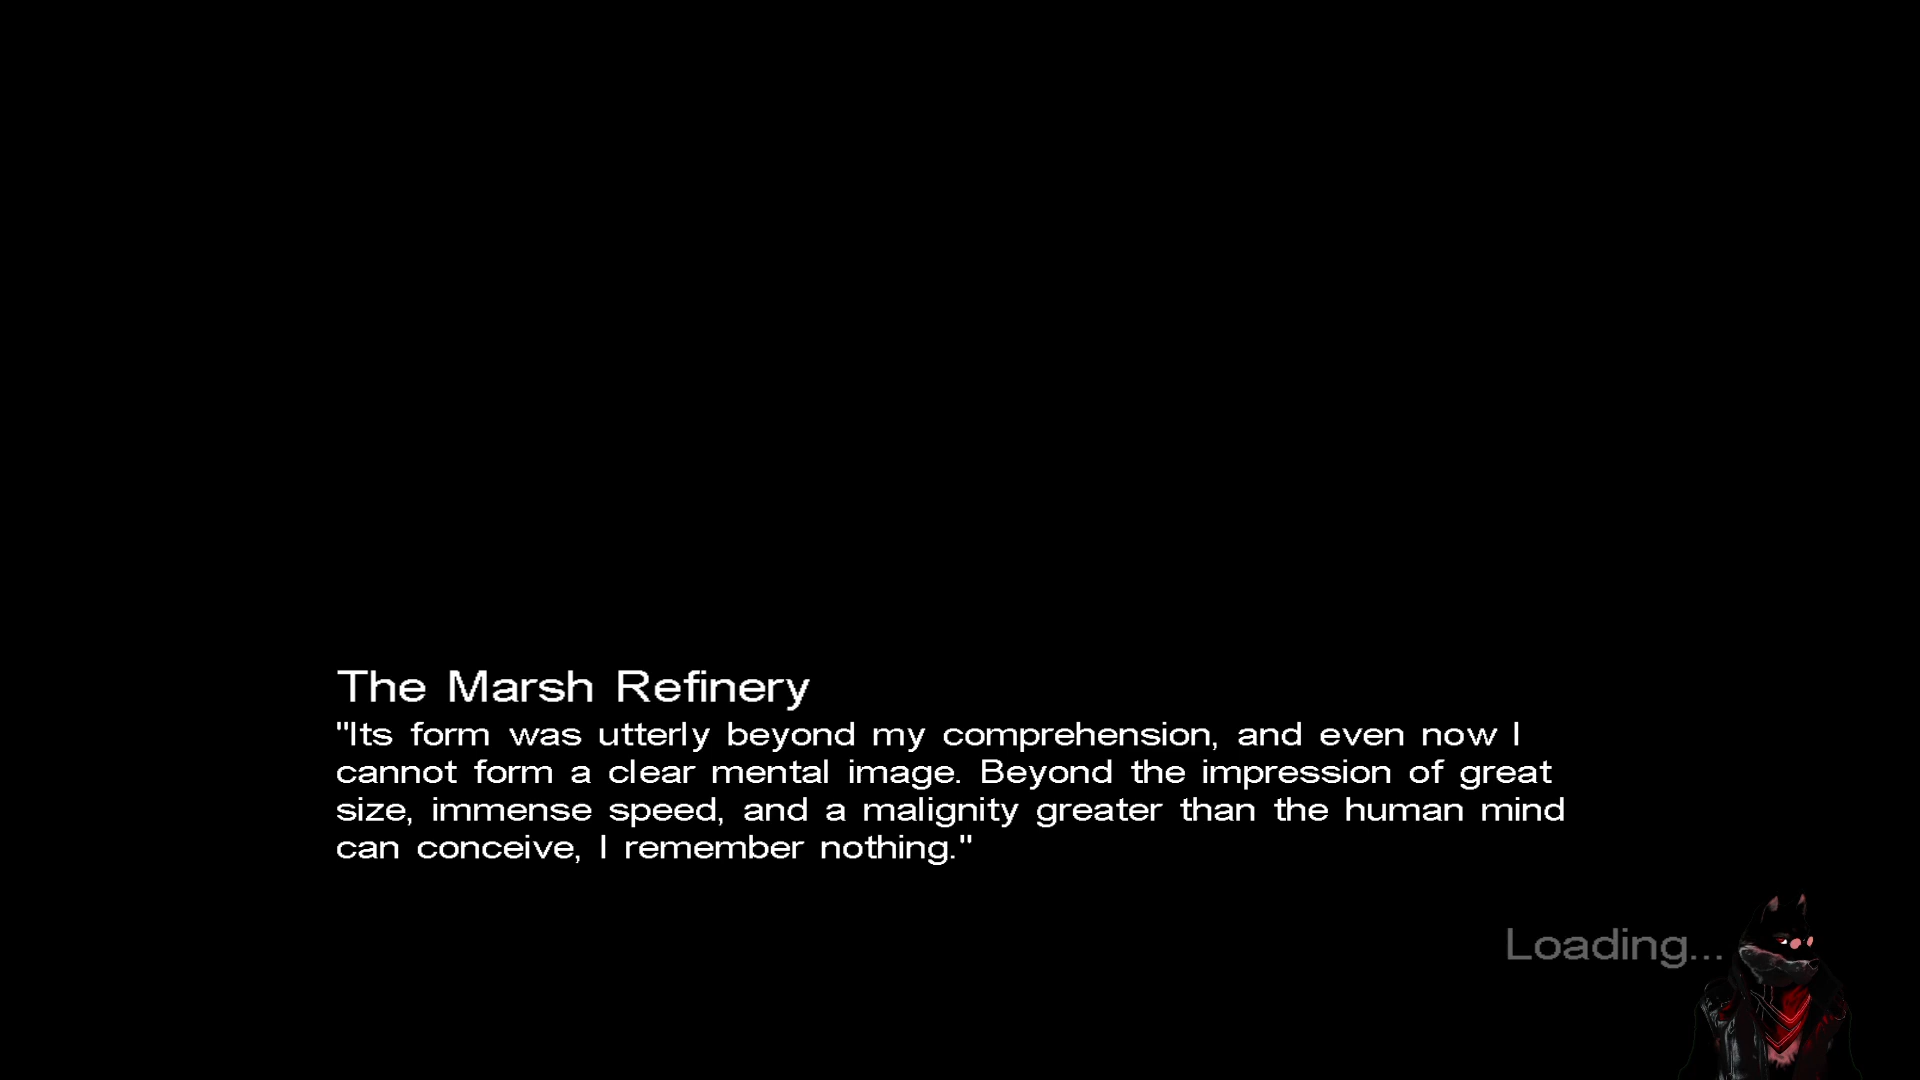 The Marsh Refinery
"Its form was utterly beyond my comprehension, and even now I
cannot form a clear mental image. Beyond the impression of great
size, immense speed, and a malignity greater than the human mind
can conceive, I remember nothing."
Loading...